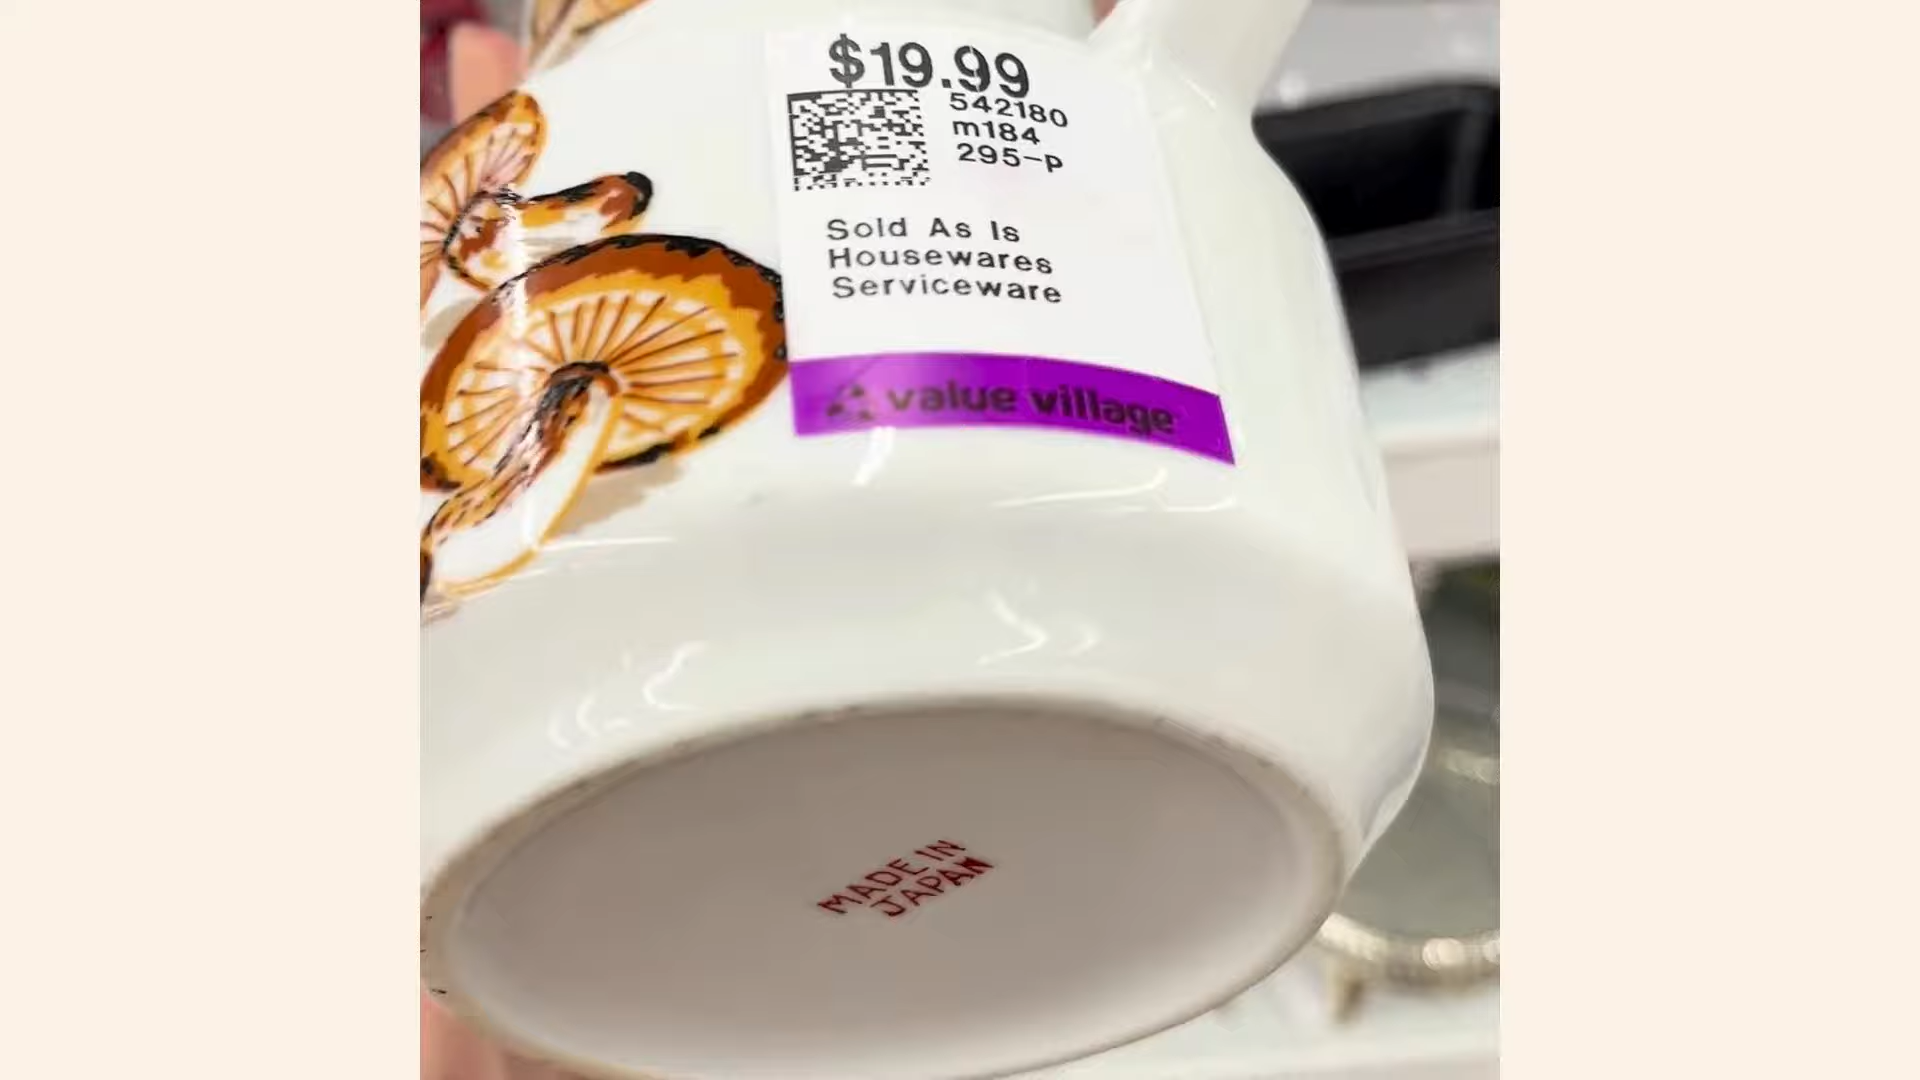 $19.99
542180
m184
295-p
Sold As Is
Housewares
Serviceware
value village
MADE IN
JAPAN